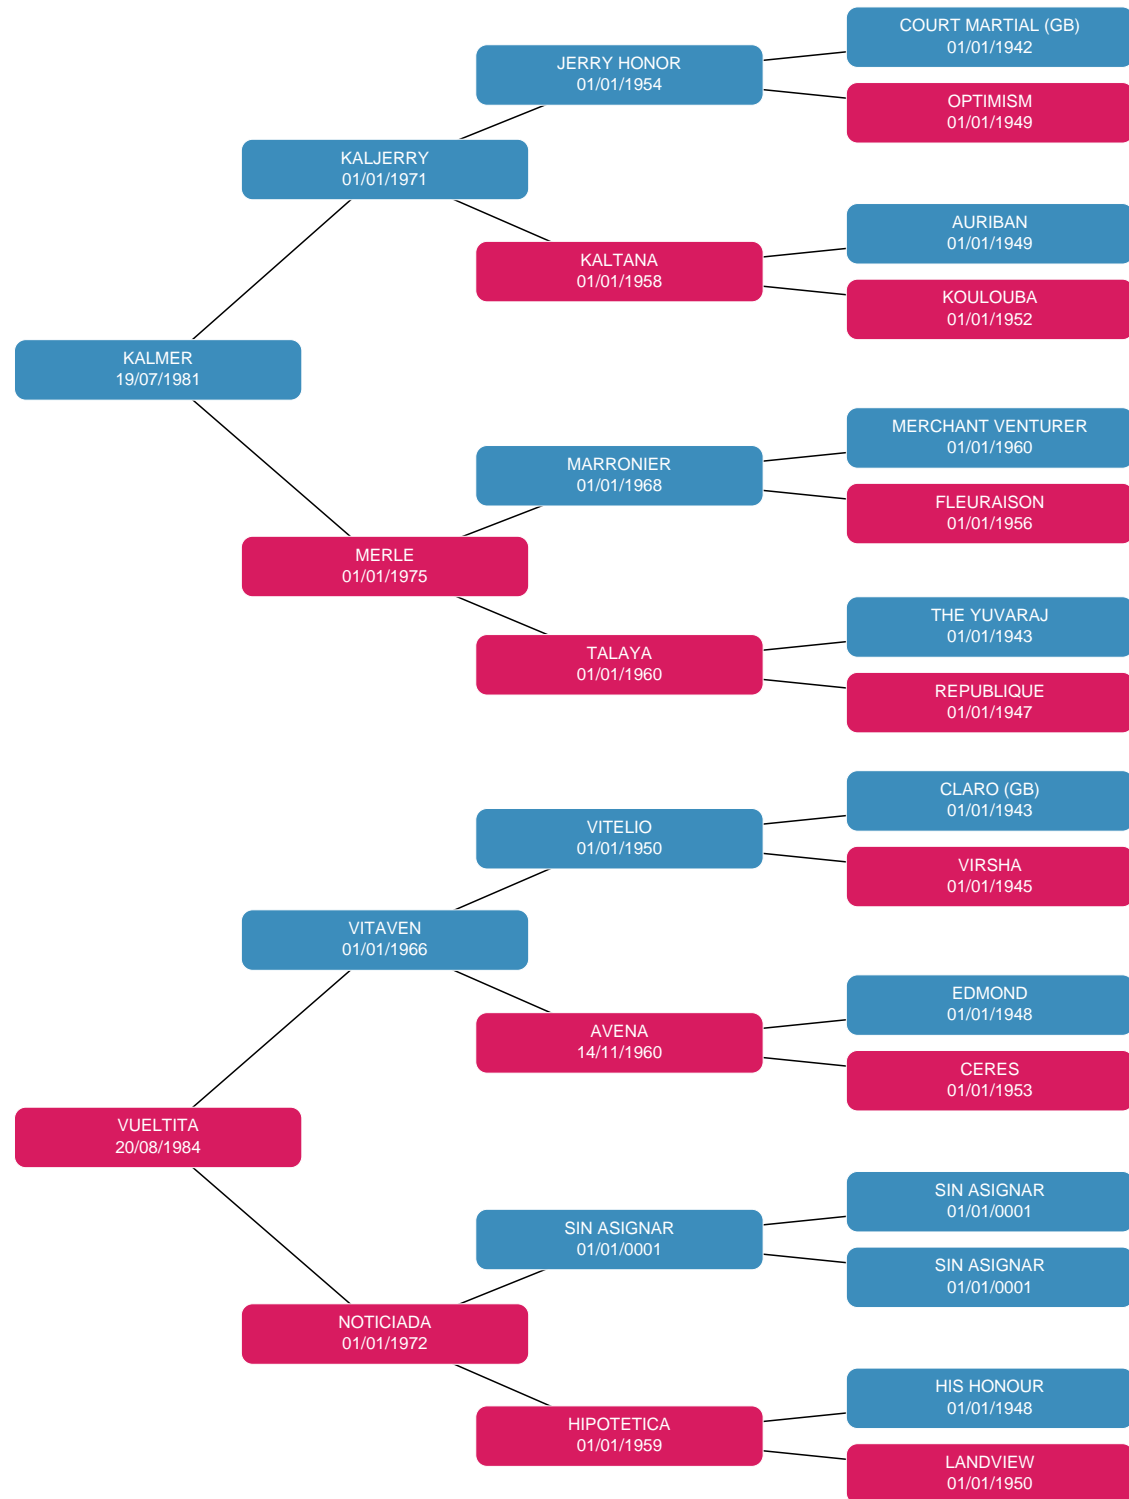 COURT MARTIAL (GB)
01/01/1942
JERRY HONOR
01/01/1954
OPTIMISM
01/01/1949
KALJERRY
01/01/1971
AURIBAN
01/01/1949
KALTANA
01/01/1958
KOULOUBA
01/01/1952
KALMER
19/07/1981
MERCHANT VENTURER
01/01/1960
MARRONIER
01/01/1968
FLEURAISON
01/01/1956
MERLE
01/01/1975
THE YUVARAJ
01/01/1943
TALAYA
01/01/1960
REPUBLIQUE
01/01/1947
CLARO (GB)
01/01/1943
VITELIO
01/01/1950
VIRSHA
01/01/1945
VITAVEN
01/01/1966
EDMOND
01/01/1948
AVENA
14/11/1960
CERES
01/01/1953
VUELTITA
20/08/1984
SIN ASIGNAR
01/01/0001
SIN ASIGNAR
01/01/0001
SIN ASIGNAR
01/01/0001
NOTICIADA
01/01/1972
HIS HONOUR
01/01/1948
HIPOTETICA
01/01/1959
LANDVIEW
01/01/1950